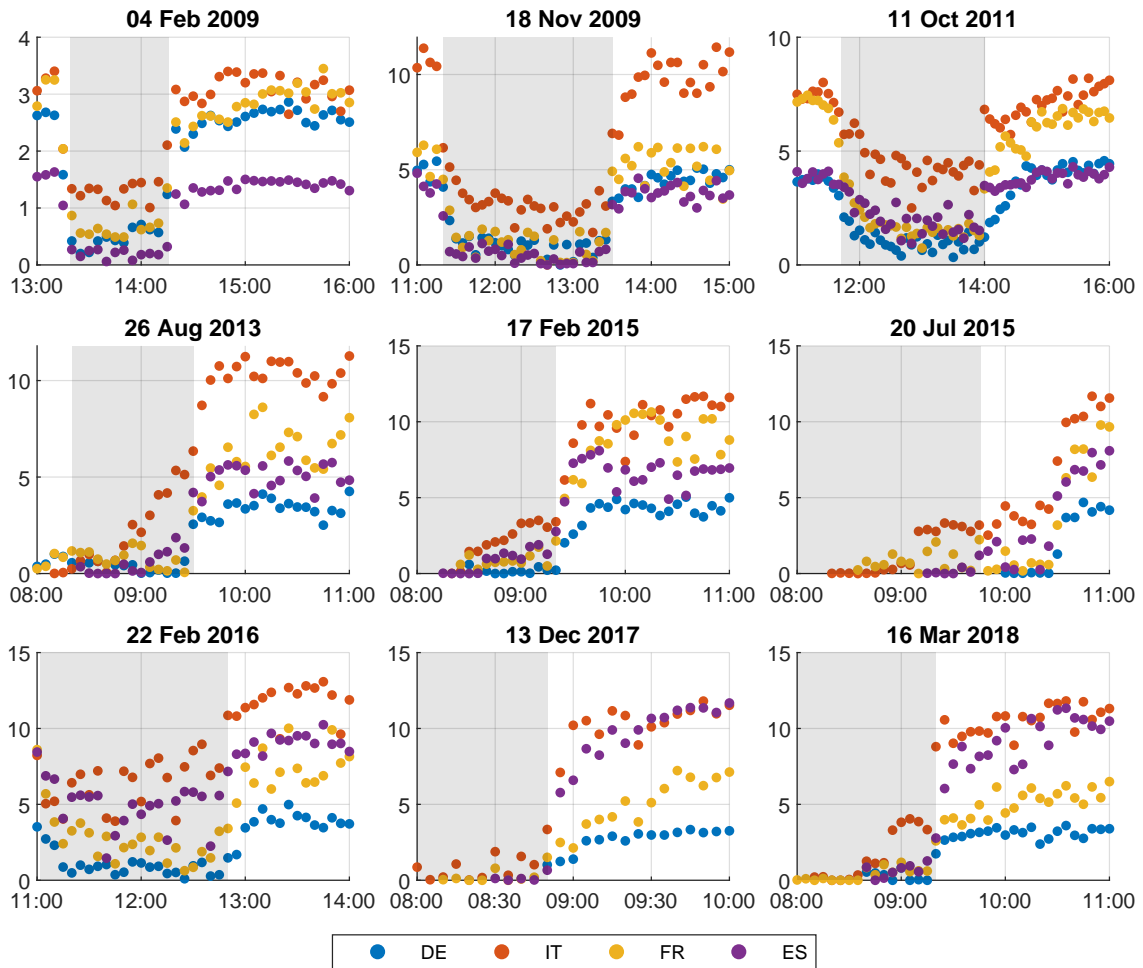 04 Feb 2009
18 Nov 2009
11 Oct 2011
4
3
2
1
0
13:00 14:00 15:00 16:00
10
5
0
11:00 12:00 13:00 14:00 15:00
10
5
0
12:00 14:00 16:00
26 Aug 2013
17 Feb 2015
20 Jul 2015
10
5
0
08:00 09:00 10:00 11:00
15
10
5
0
08:00 09:00 10:00 11:00
15
10
5
0
08:00 09:00 10:00 11:00
22 Feb 2016
13 Dec 2017
16 Mar 2018
15
10
5
0
11:00 12:00 13:00 14:00
15
10
5
0
08:00 08:30 09:00 09:30 10:00
15
10
5
0
08:00 09:00 10:00 11:00
DE IT FR ES